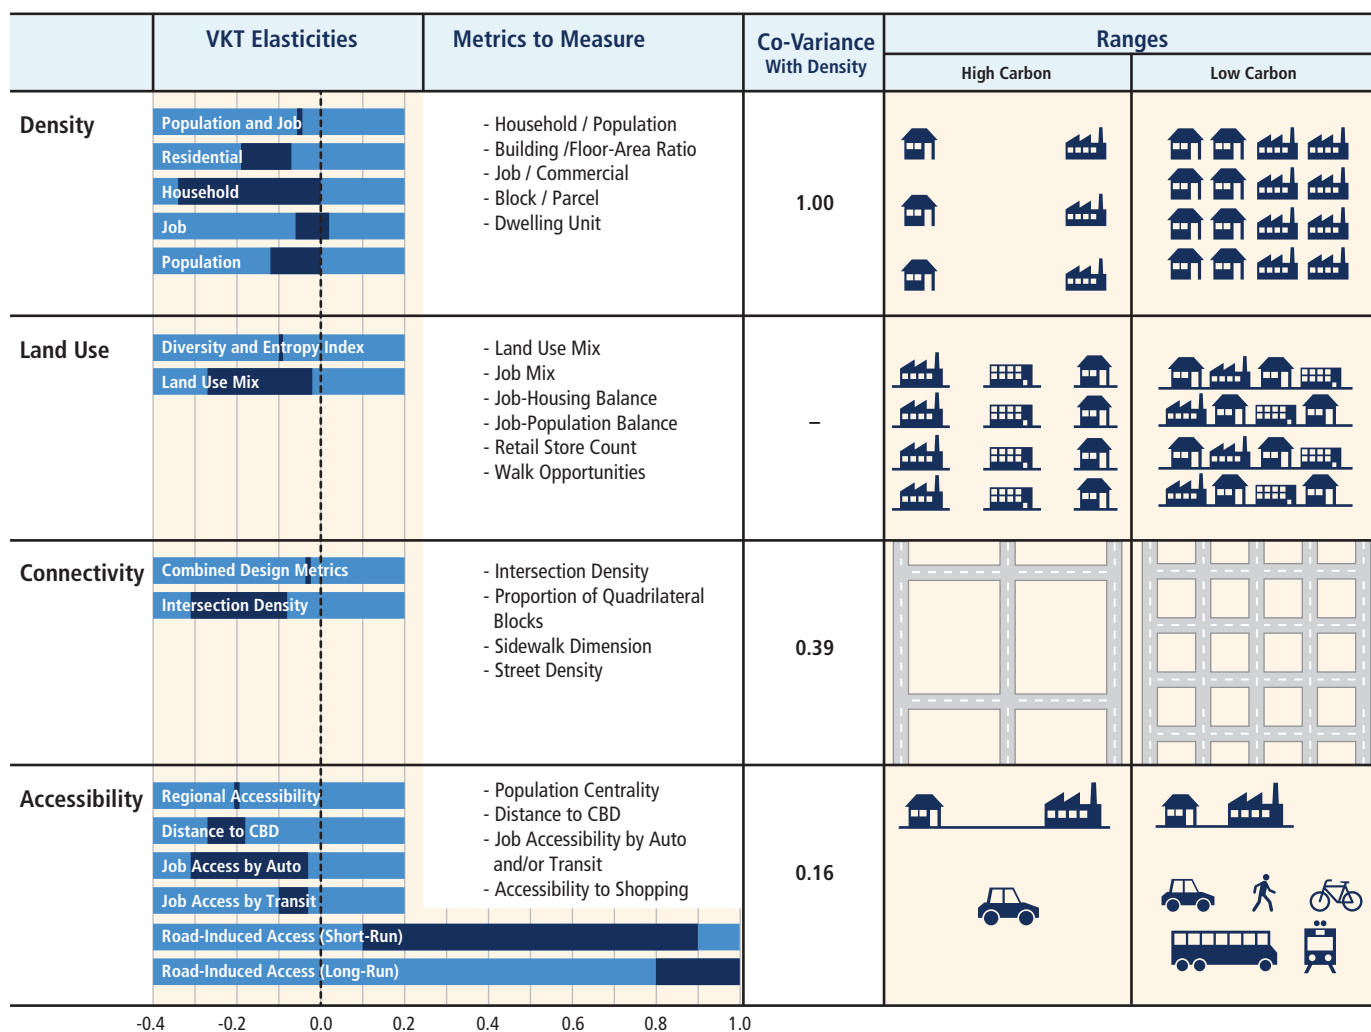 VKT Elasticities
Metrics to Measure
Co-Variance
With Density
Ranges
High Carbon
Low Carbon
Density
Population and Job
Residential
Household
Job
Population
- Household / Population
- Building /Floor-Area Ratio
- Job / Commercial
- Block / Parcel
- Dwelling Unit
1.00
Land Use
Diversity and Entropy Index
Land Use Mix
- Land Use Mix
- Job Mix
- Job-Housing Balance
- Job-Population Balance
- Retail Store Count
- Walk Opportunities
–
Connectivity
Combined Design Metrics
Intersection Density
- Intersection Density
- Proportion of Quadrilateral
Blocks
- Sidewalk Dimension
- Street Density
0.39
Accessibility
Regional Accessibility
Distance to CBD
Job Access by Auto
Job Access by Transit
Road-Induced Access (Short-Run)
Road-Induced Access (Long-Run)
- Population Centrality
- Distance to CBD
- Job Accessibility by Auto
and/or Transit
- Accessibility to Shopping
0.16
-0.4 -0.2 0.0 0.2 0.4 0.6 0.8 1.0